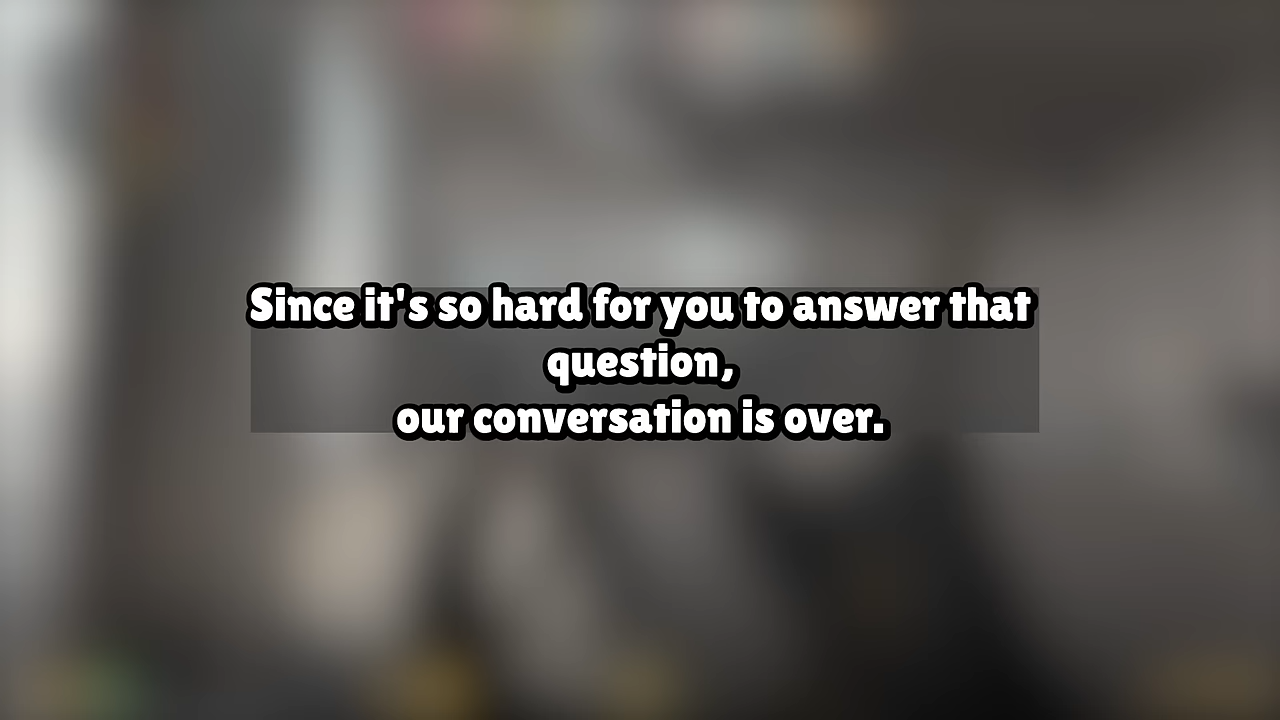 Since it's so hard for you to answer that
question,
our conversation is over.